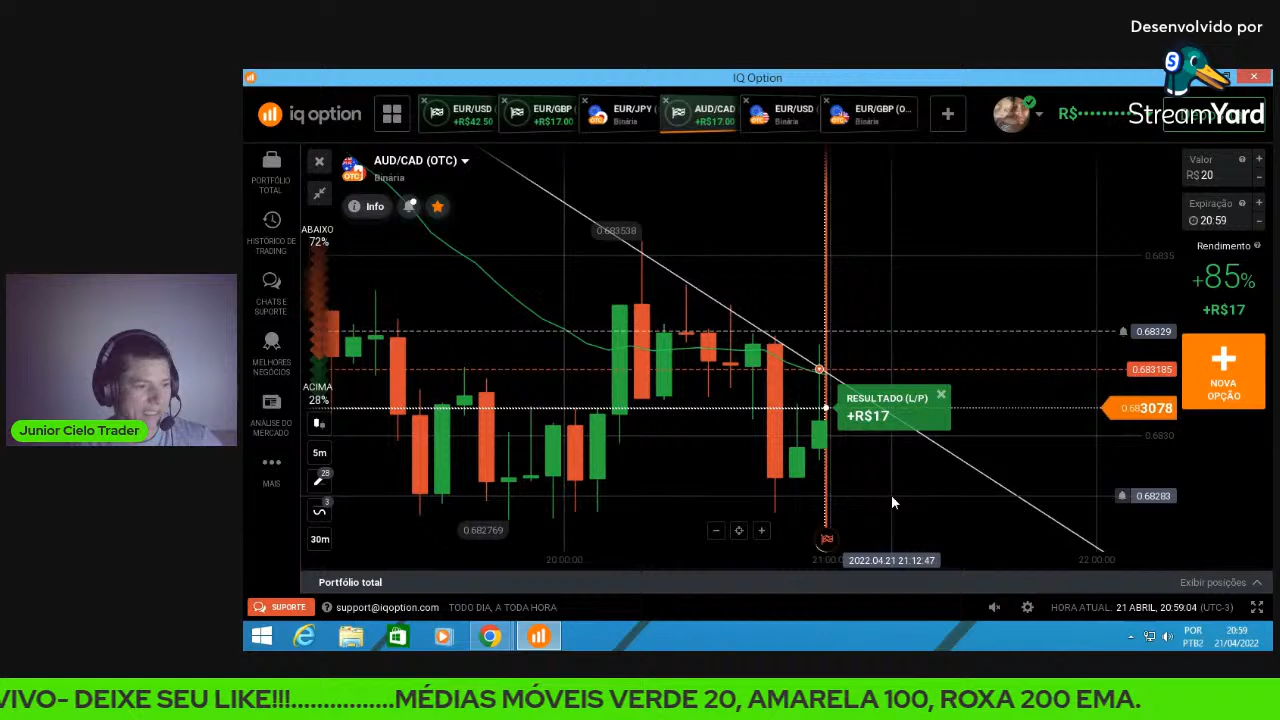 Desenvolvido por
StreamYard
IQ Option
iq option
EUR/USD
+R$42.50
EUR/GBP
+R$17.00
EUR/JPY (
Binária
AUD/CAD
+R$17.00
EUR/USD
Binária
EUR/GBP (O...
Binária
R$
PORTFÓLIO
TOTAL
HISTÓRICO DE
TRADING
CHATS E
SUPORTE
MELHORES
NEGÓCIOS
ANÁLISE DO
MERCADO
MAIS
AUD/CAD (OTC)
Binária
OTC
Info
ABAIXO
72%
ACIMA
28%
5m
28
3
30m
0.683538
0.682769
RESULTADO (L/P)
+R$17
0.6835
0.68329
0.683185
0.683078
0.6830
0.68283
20:00:00
21:00:
22:00:00
2022.04.21 21:12:47
Valor
R$ 20
Expiração
20:59
Rendimento
+85%
+R$17
NOVA
OPÇÃO
Junior Cielo Trader
Portfólio total
Exibir posições
SUPORTE
support@iqoption.com
TODO DIA, A TODA HORA
HORA ATUAL: 21 ABRIL, 20:59:04 (UTC-3)
POR
PTB2
20:59
21/04/2022
VIVO- DEIXE SEU LIKE!!!................MÉDIAS MÓVEIS VERDE 20, AMARELA 100, ROXA 200 EMA.